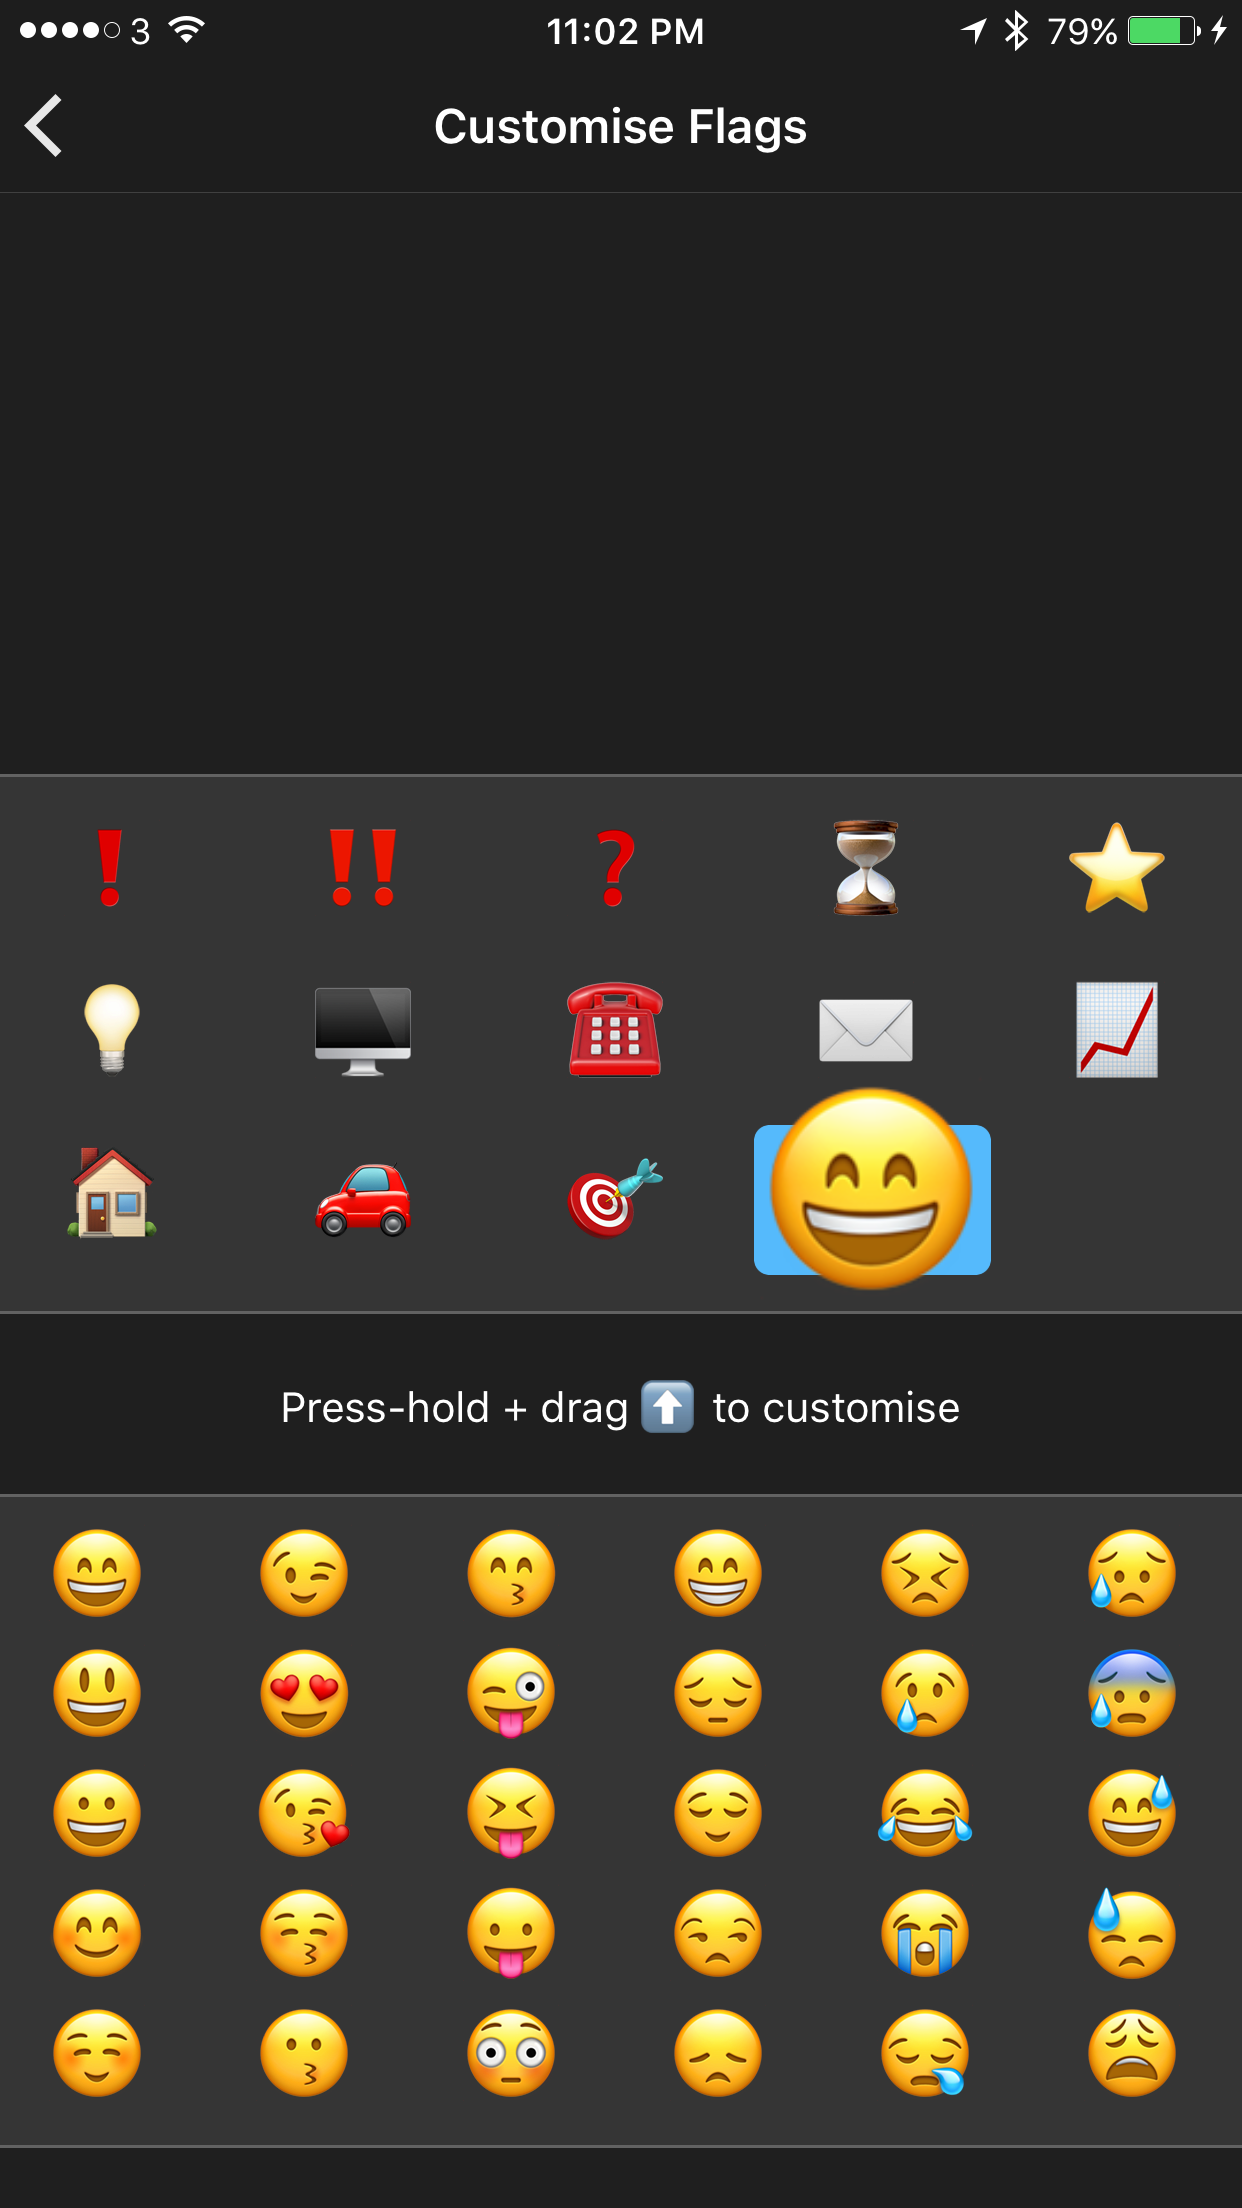 3 11:02 PM 79%
Customise Flags
Press-hold + drag ⬆️ to customise